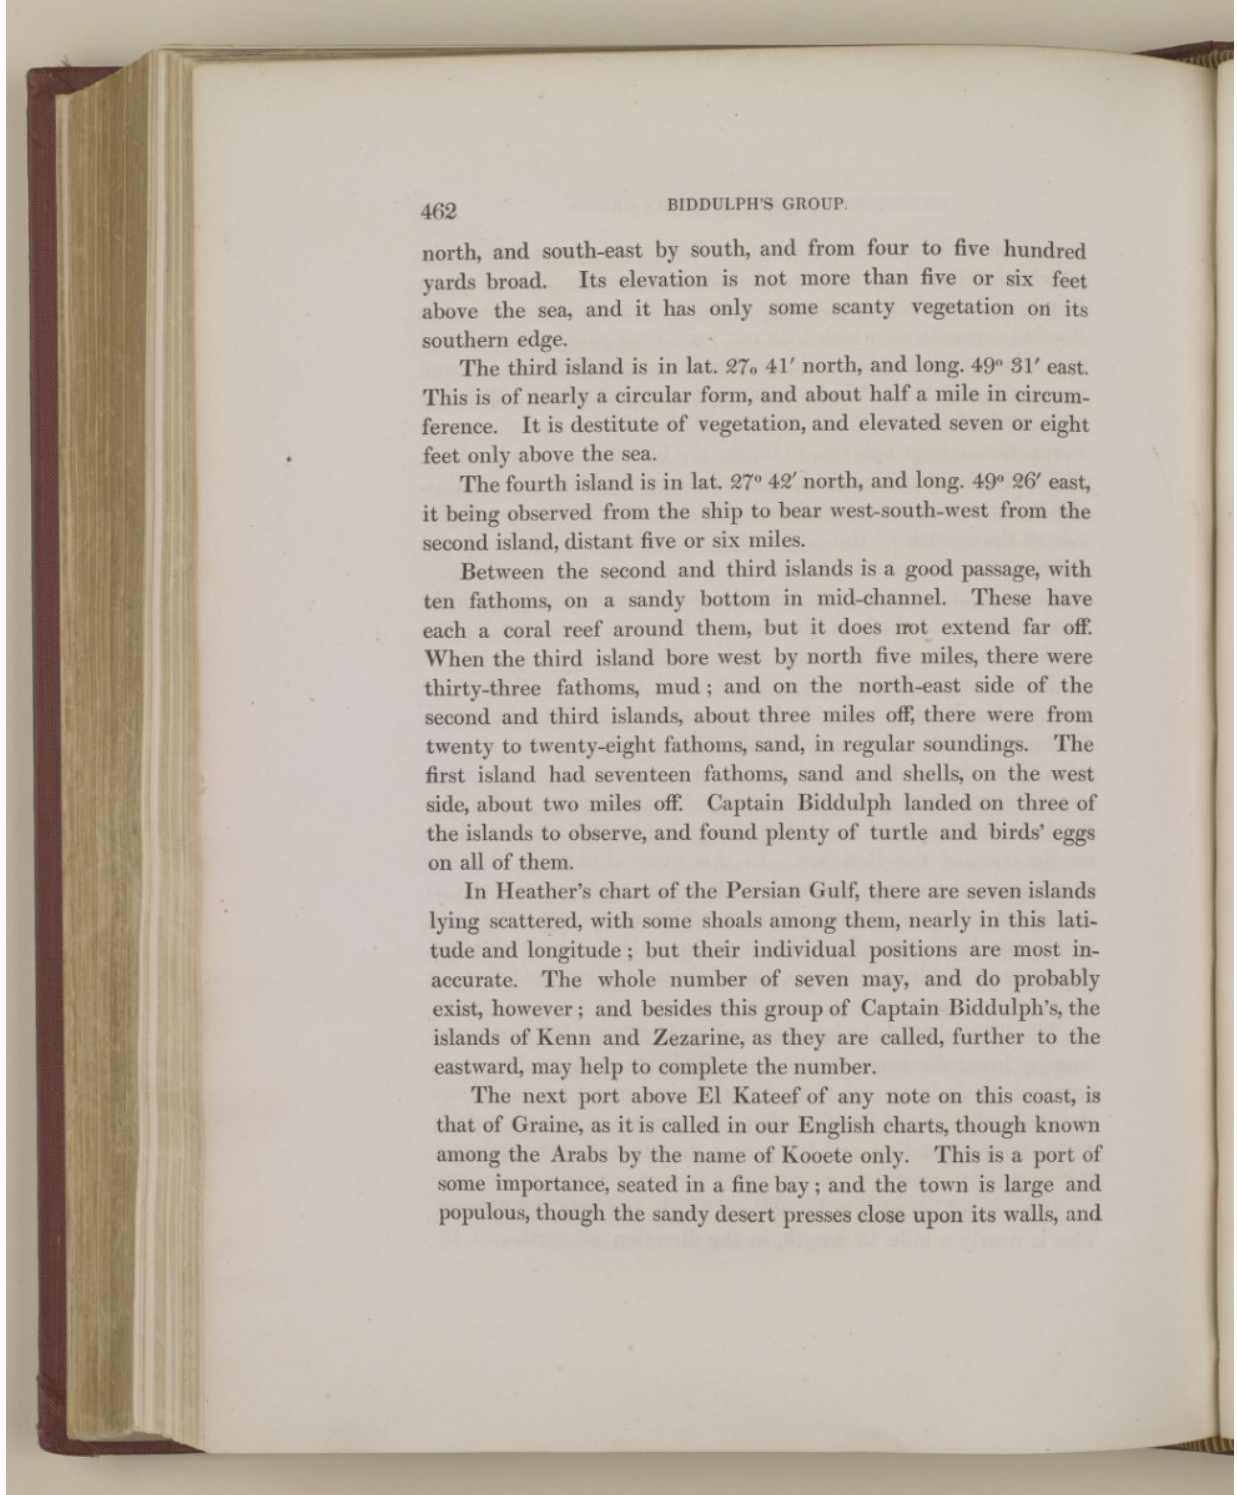 462
BIDDULPH'S GROUP.
north, and south-east by south, and from four to five hundred
yards broad. Its elevation is not more than five or six feet
above the sea, and it has only some scanty vegetation on its
southern edge.
The third island is in lat. 27o 41′ north, and long. 49º 31′ east.
This is of nearly a circular form, and about half a mile in circum-
ference. It is destitute of vegetation, and elevated seven or eight
feet only above the sea.
The fourth island is in lat. 27º 42′ north, and long. 49º 26′ east,
it being observed from the ship to bear west-south-west from the
second island, distant five or six miles.
Between the second and third islands is a good passage, with
ten fathoms, on a sandy bottom in mid-channel. These have
each a coral reef around them, but it does not extend far off.
When the third island bore west by north five miles, there were
thirty-three fathoms, mud ; and on the north-east side of the
second and third islands, about three miles off, there were from
twenty to twenty-eight fathoms, sand, in regular soundings. The
first island had seventeen fathoms, sand and shells, on the west
side, about two miles off. Captain Biddulph landed on three of
the islands to observe, and found plenty of turtle and birds' eggs
on all of them.
In Heather's chart of the Persian Gulf, there are seven islands
lying scattered, with some shoals among them, nearly in this lati-
tude and longitude ; but their individual positions are most in-
accurate. The whole number of seven may, and do probably
exist, however ; and besides this group of Captain Biddulph's, the
islands of Kenn and Zezarine, as they are called, further to the
eastward, may help to complete the number.
The next port above El Kateef of any note on this coast, is
that of Graine, as it is called in our English charts, though known
among the Arabs by the name of Kooete only. This is a port of
some importance, seated in a fine bay ; and the town is large and
populous, though the sandy desert presses close upon its walls, and